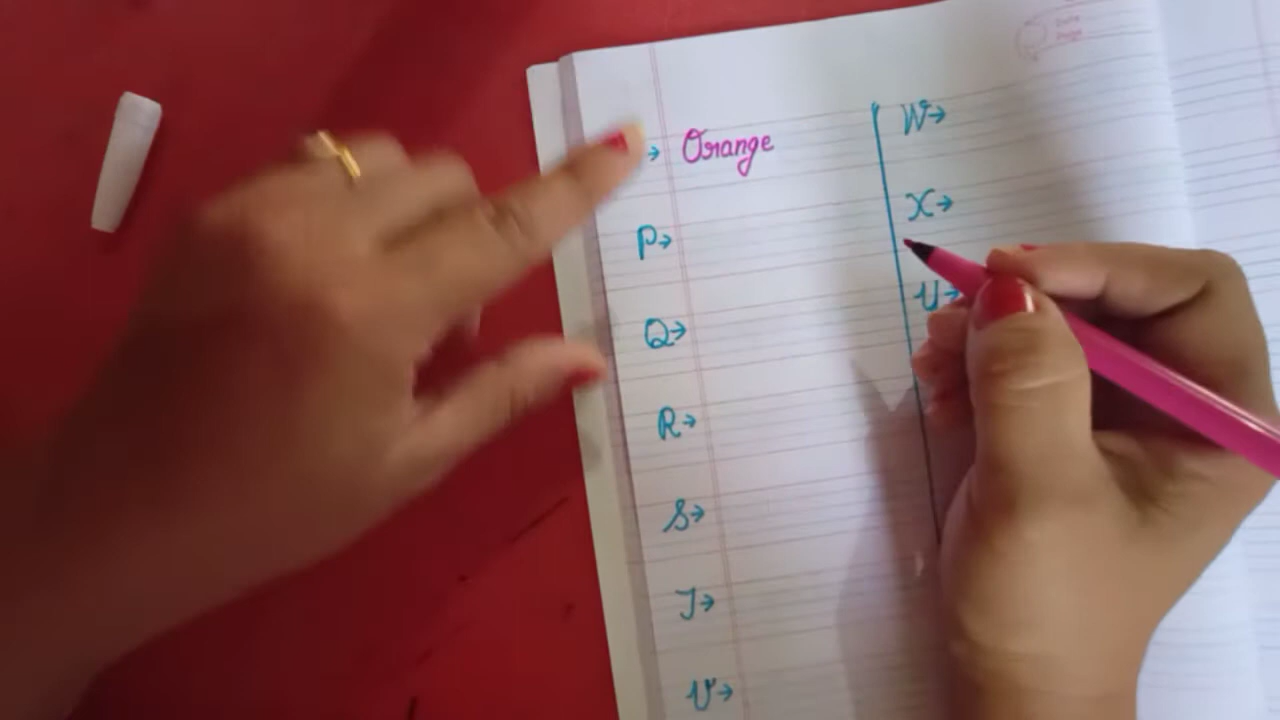 → Orange
P→
Q→
R→
S→
T→
U→
W→
X→
Y→